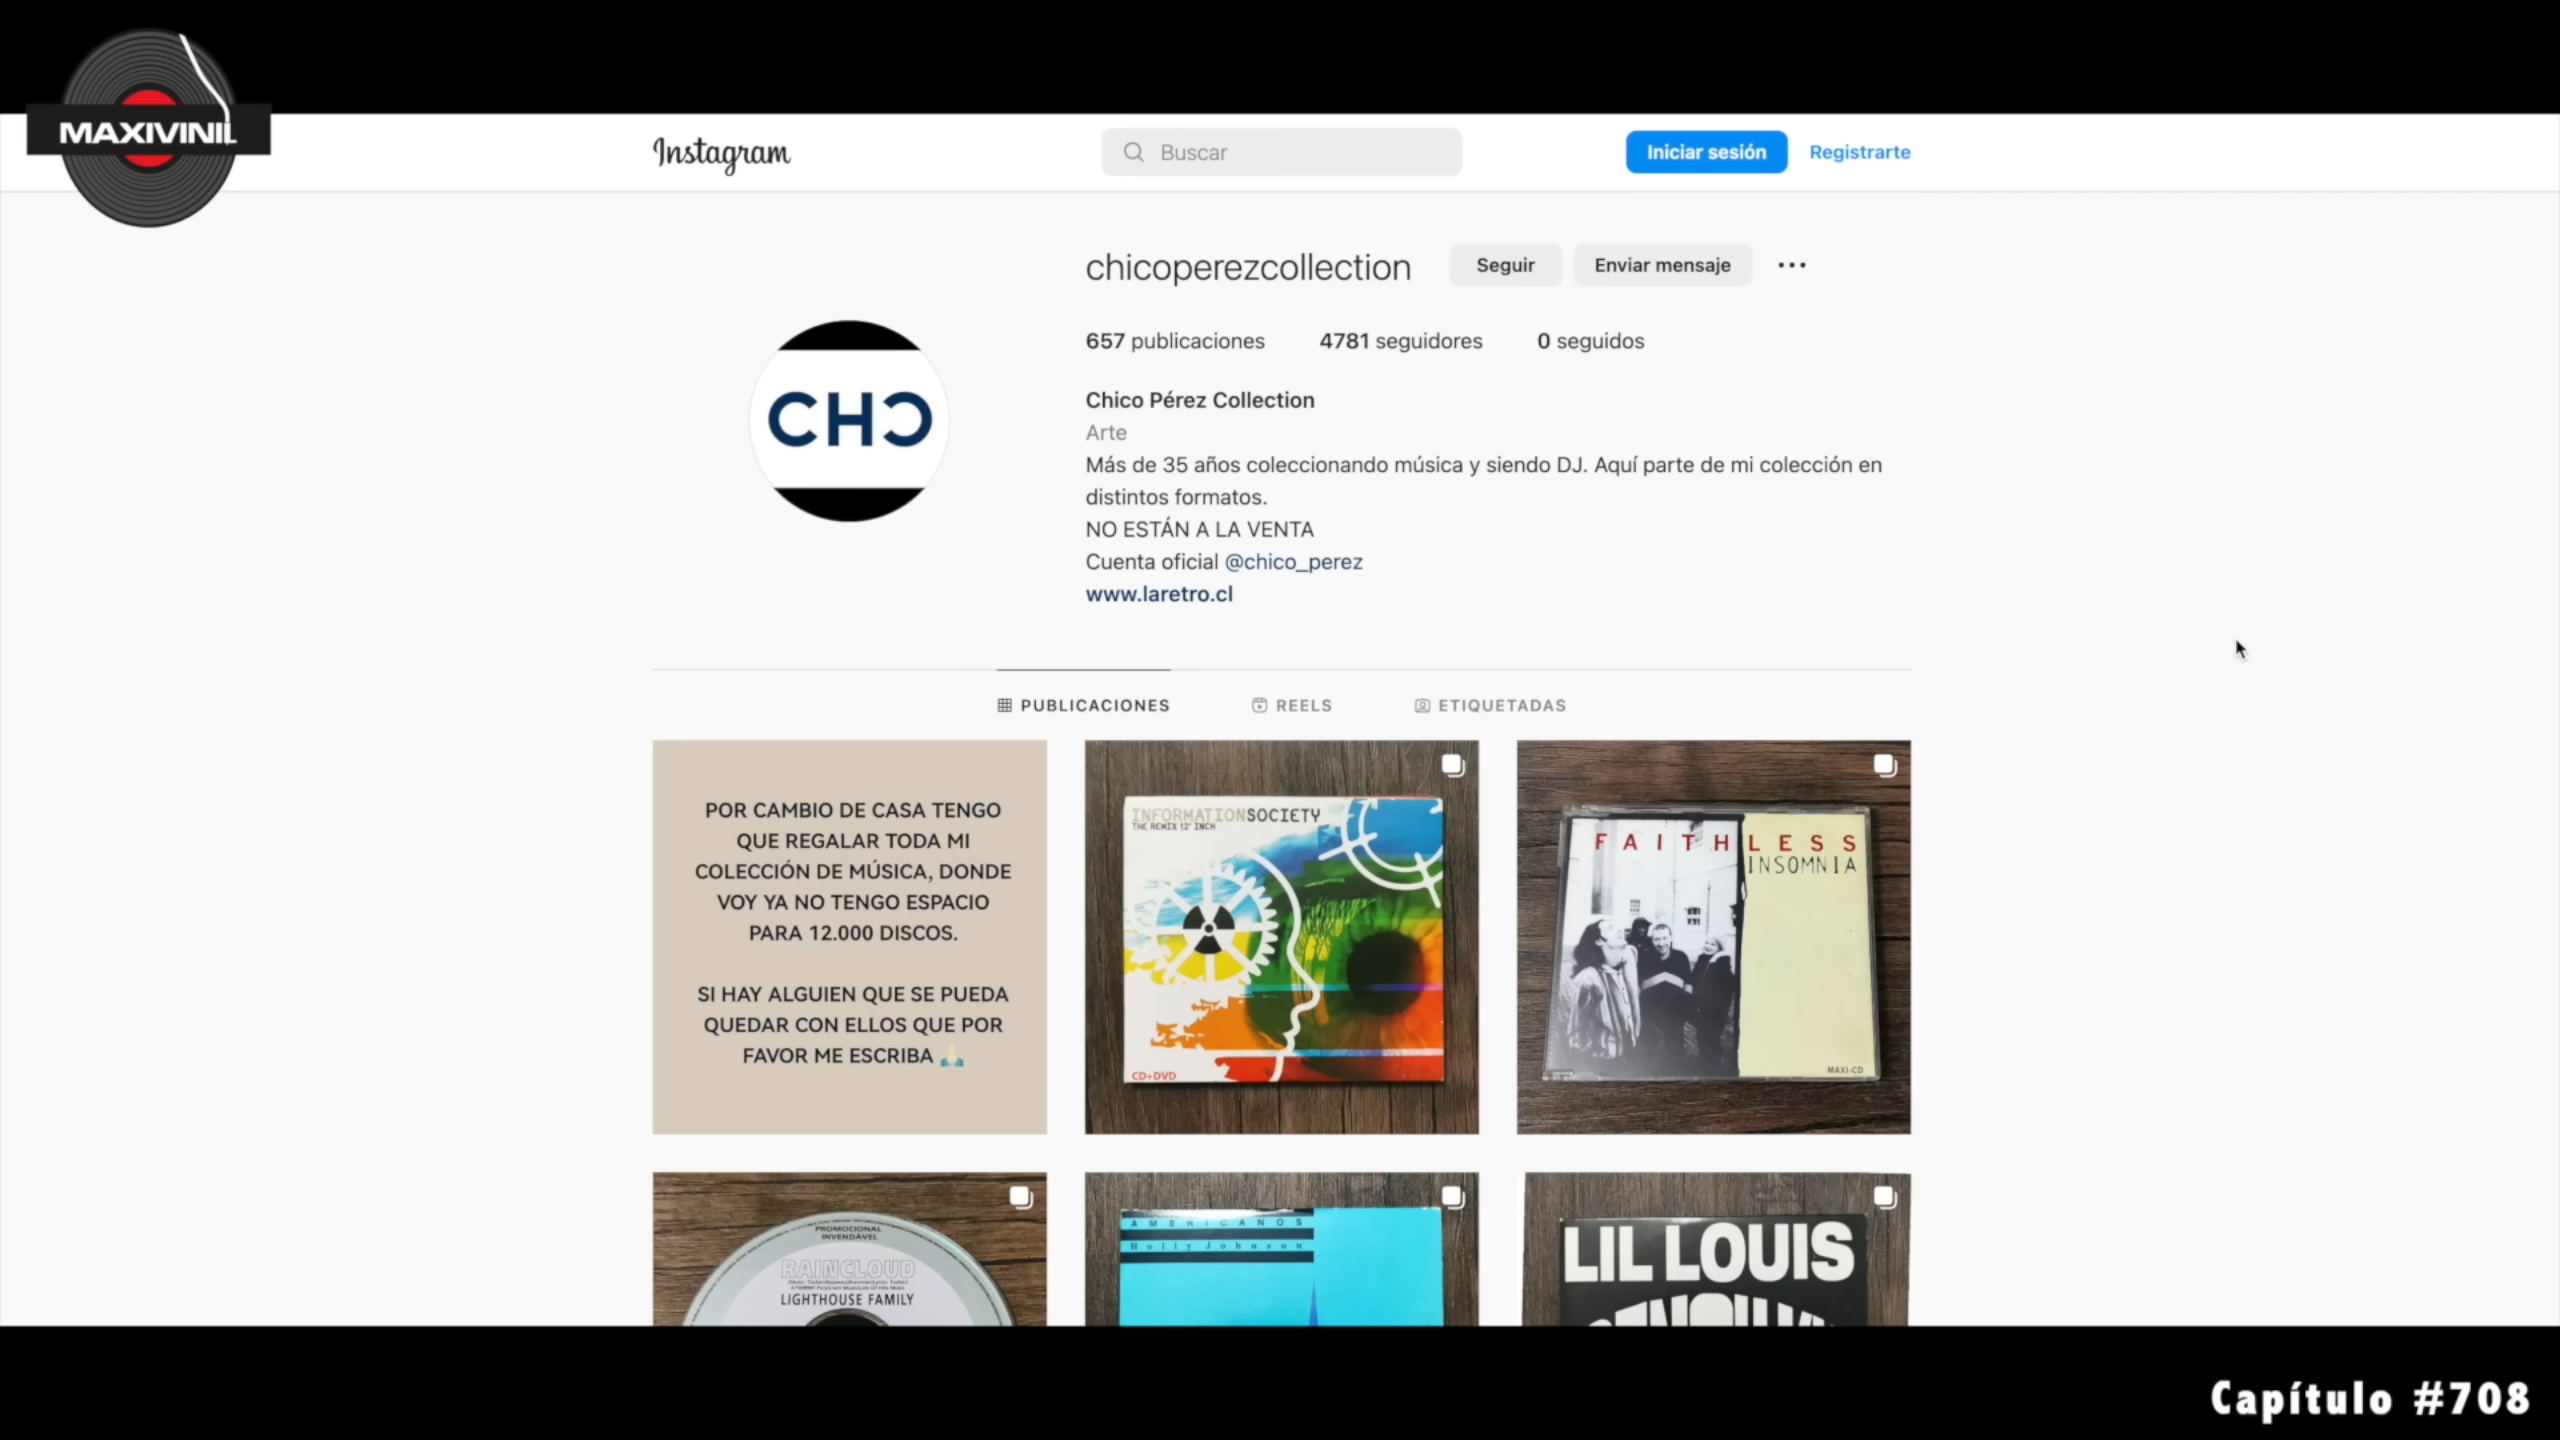 MAXIVINIL
Instagram
Buscar
Iniciar sesión
Registrarte
chicoperezcollection
Seguir
Enviar mensaje
657 publicaciones
4781 seguidores
0 seguidos
CHC
Chico Pérez Collection
Arte
Más de 35 años coleccionando música y siendo DJ. Aquí parte de mi colección en
distintos formatos.
NO ESTÁN A LA VENTA
Cuenta oficial @chico_perez
www.laretro.cl
PUBLICACIONES
REELS
ETIQUETADAS
POR CAMBIO DE CASA TENGO
QUE REGALAR TODA MI
COLECCIÓN DE MÚSICA, DONDE
VOY YA NO TENGO ESPACIO
PARA 12.000 DISCOS.
SI HAY ALGUIEN QUE SE PUEDA
QUEDAR CON ELLOS QUE POR
FAVOR ME ESCRIBA 🙏
INFORMATIONSOCIETY
THE REMIX 12" INCH
CD+DVD
FAITHLESS
INSOMNIA
MAXI-CD
PROMOCIONAL
INVENDÁVEL
RAINCLOUD
LIGHTHOUSE FAMILY
AMERICANOS
Holly Johnson
LIL LOUIS
Capítulo #708